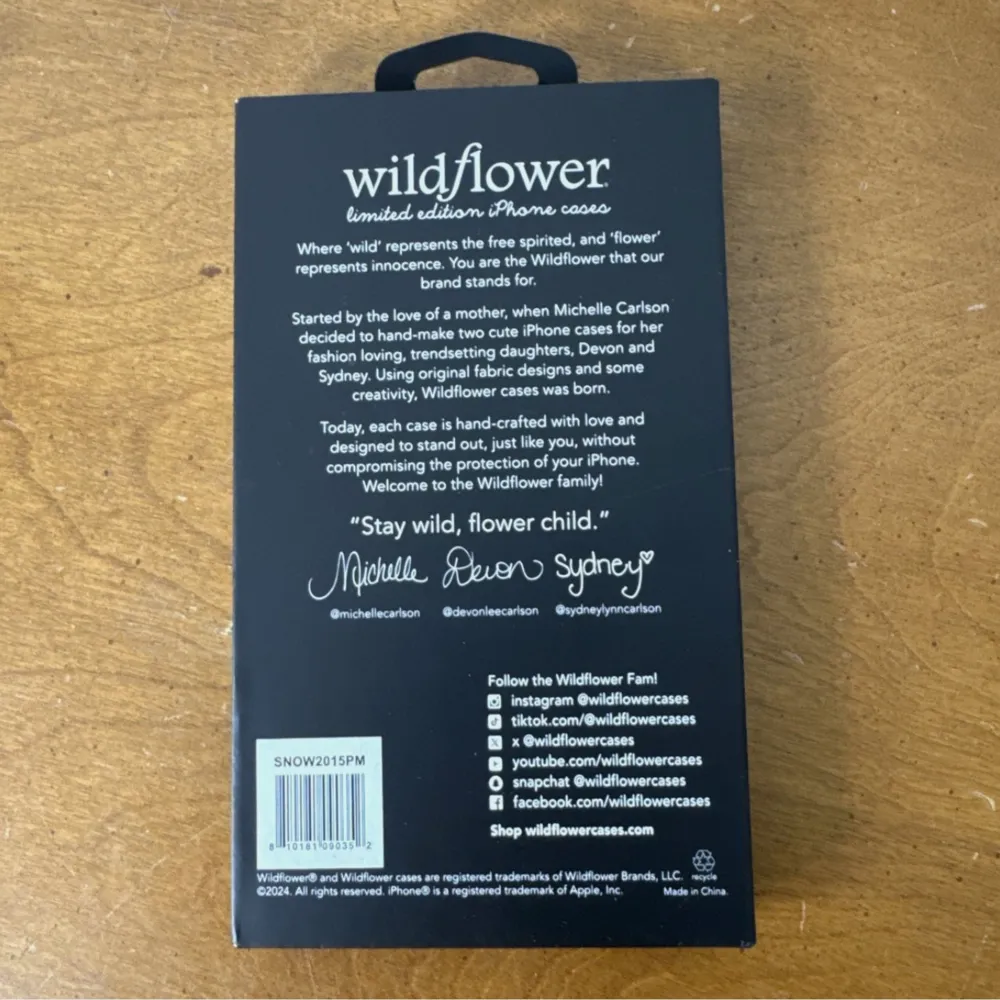 wildflower
limited edition iPhone cases
Where 'wild' represents the free spirited, and 'flower'
represents innocence. You are the Wildflower that our
brand stands for.
Started by the love of a mother, when Michelle Carlson
decided to hand-make two cute iPhone cases for her
fashion loving, trendsetting daughters, Devon and
Sydney. Using original fabric designs and some
creativity, Wildflower cases was born.
Today, each case is hand-crafted with love and
designed to stand out, just like you, without
compromising the protection of your iPhone.
Welcome to the Wildflower family!
"Stay wild, flower child."
Michelle Devon Sydney
@michellecarlson @devonleecarlson @sydneylynncarlson
Follow the Wildflower Fam!
instagram @wildflowercases
tiktok.com/@wildflowercases
x @wildflowercases
youtube.com/wildflowercases
snapchat @wildflowercases
facebook.com/wildflowercases
Shop wildflowercases.com
SNOW2015PM
8 10181 09035 2
Wildflower® and Wildflower cases are registered trademarks of Wildflower Brands, LLC.
©2024. All rights reserved. iPhone® is a registered trademark of Apple, Inc.
recycle
Made in China.